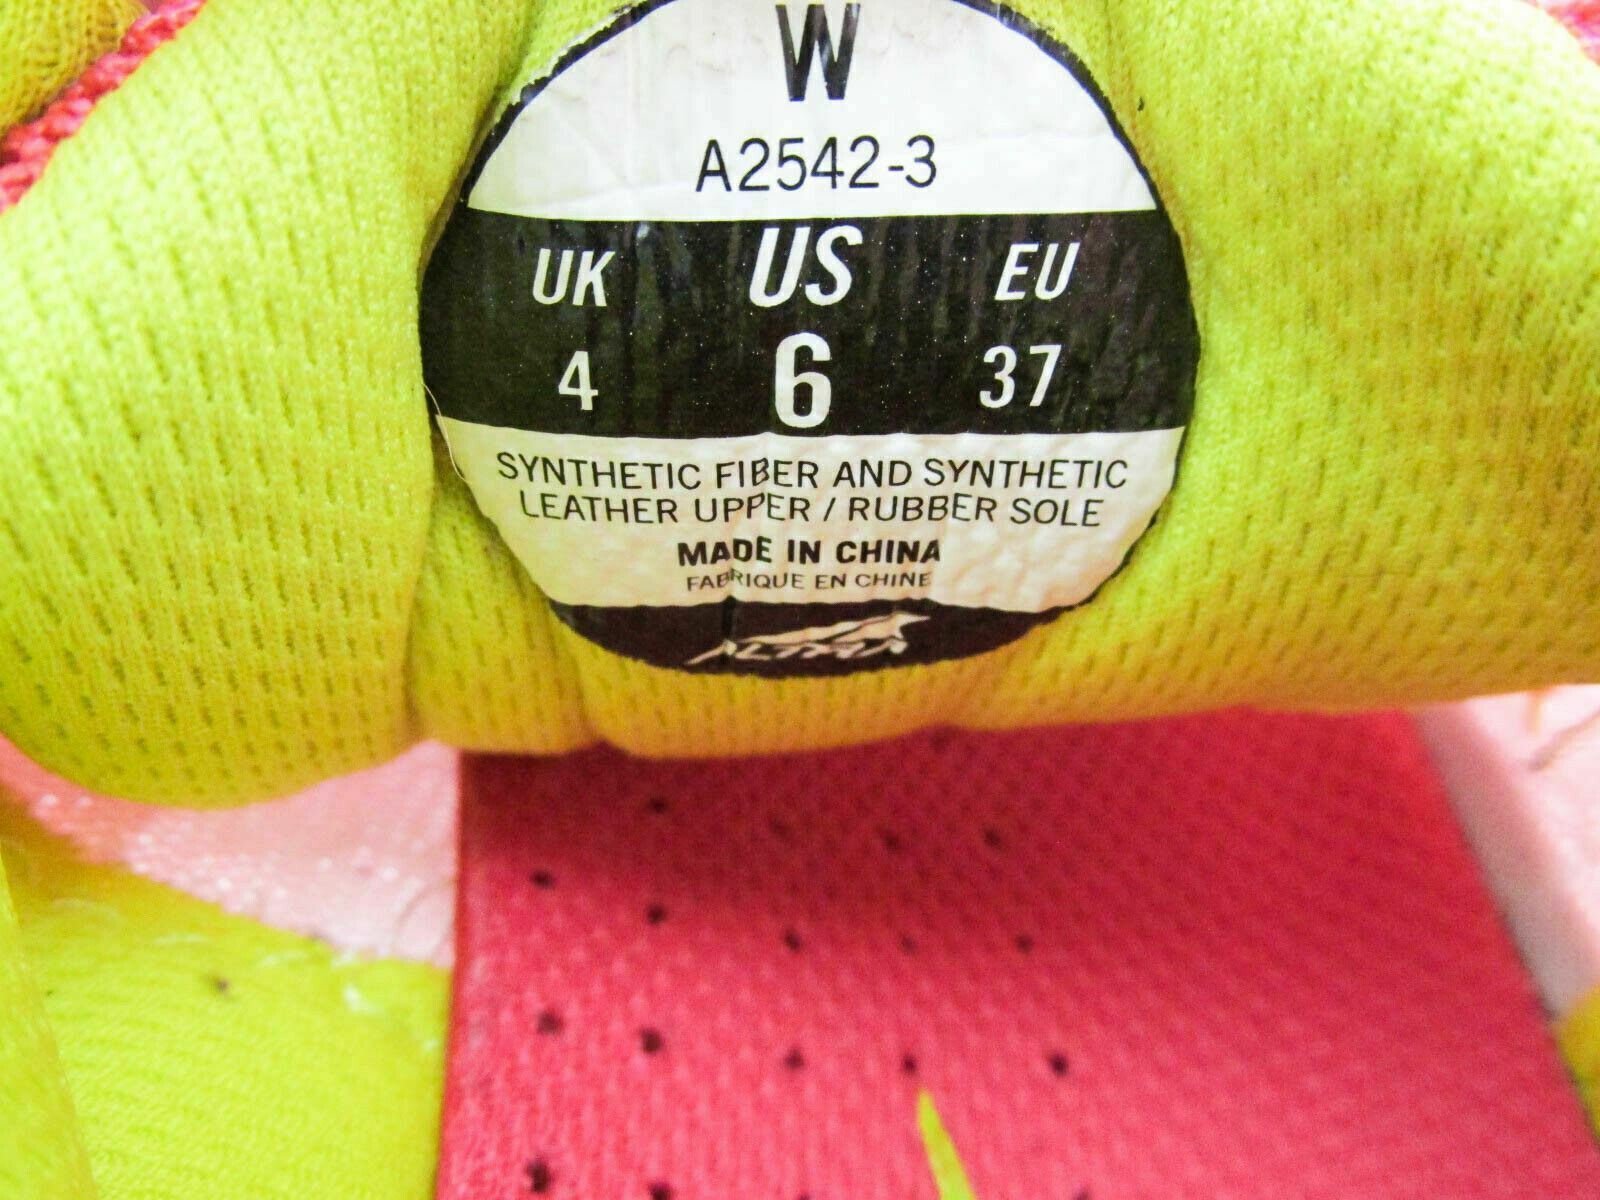 W
A2542-3
UK US EU
4 6 37
SYNTHETIC FIBER AND SYNTHETIC
LEATHER UPPER / RUBBER SOLE
MADE IN CHINA
FABRIQUE EN CHINE
ALTRA